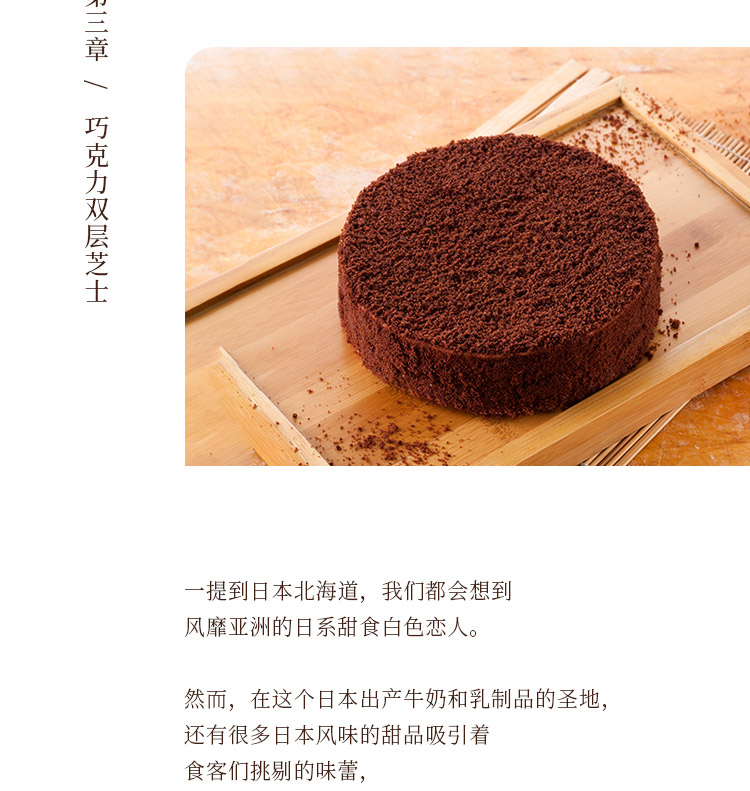 第三章 / 巧克力双层芝士
一提到日本北海道，我们都会想到
风靡亚洲的日系甜食白色恋人。
然而，在这个日本出产牛奶和乳制品的圣地，
还有很多日本风味的甜品吸引着
食客们挑剔的味蕾，